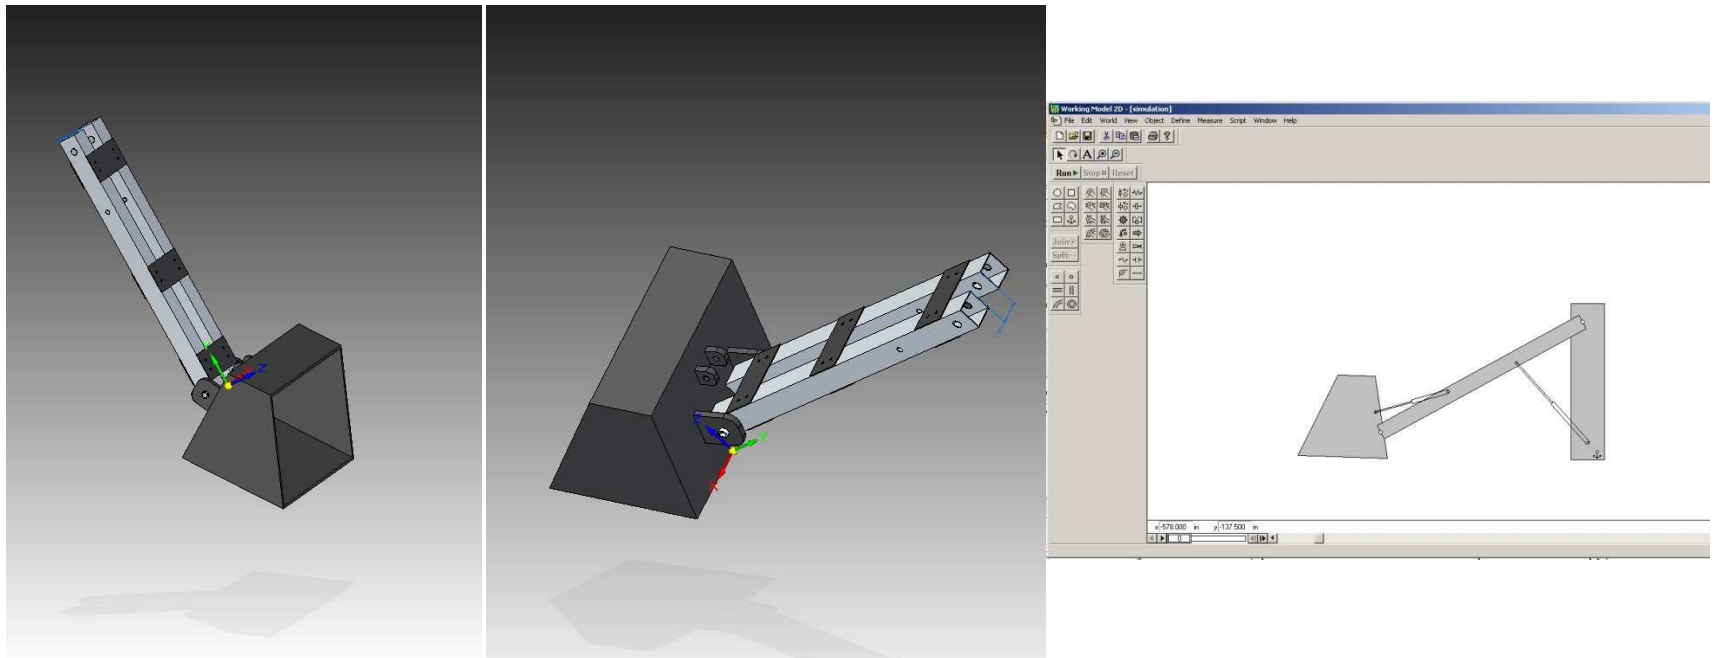 Working Model 2D - [simulation]
File Edit World View Object Define Measure Script Window Help
A
Run Stop Reset
Join
Split
x -578.000 in y -137.500 in
0
Y
X
Z
Z
Y
X